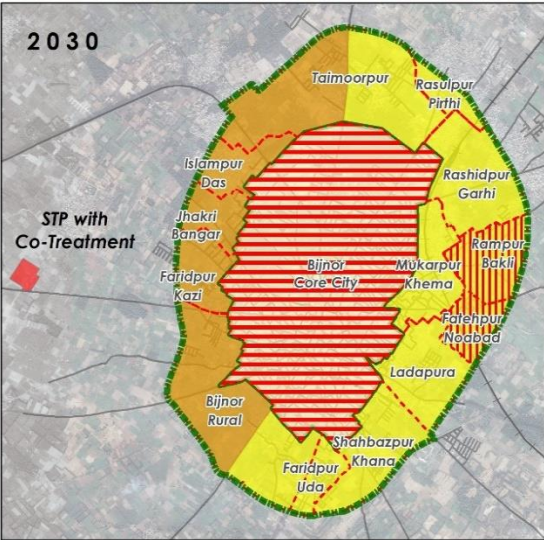 2030
Taimoorpur
Rasulpur
Pirthi
Islampur
Das
Rashidpur
Garhi
STP with
Co-Treatment
Jhakri
Bangar
Rampur
Bakli
Bijnor
Core City
Mukarpur
Khema
Faridpur
Kazi
Fatehpur
Noabad
Ladapura
Bijnor
Rural
Shahbazpur
Khana
Faridpur
Uda